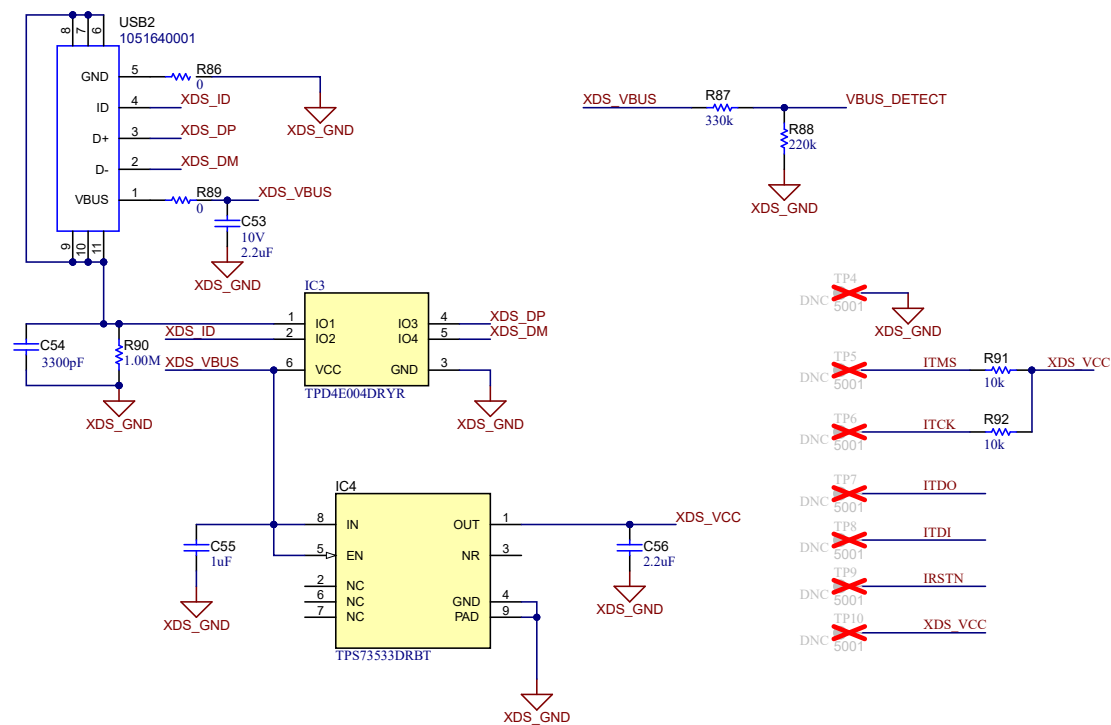 USB2
1051640001
8
7
6
GND
5
R86
0
ID
4
XDS_ID
D+
3
XDS_DP
D-
2
XDS_DM
VBUS
1
R89
0
XDS_VBUS
9
10
11
XDS_GND
C53
10V
2.2uF
XDS_GND
XDS_VBUS
R87
330k
VBUS_DETECT
R88
220k
XDS_GND
C54
3300pF
R90
1.00M
XDS_GND
IC3
1
IO1
IO3
4
XDS_DP
XDS_ID
2
IO2
IO4
5
XDS_DM
XDS_VBUS
6
VCC
GND
3
TPD4E004DRYR
XDS_GND
IC4
8
IN
OUT
1
XDS_VCC
5
EN
NR
3
2
NC
6
NC
GND
4
7
NC
PAD
9
TPS73533DRBT
C55
1uF
XDS_GND
C56
2.2uF
XDS_GND
XDS_GND
TP4
DNC
5001
XDS_GND
TP5
DNC
5001
ITMS
R91
10k
XDS_VCC
TP6
DNC
5001
ITCK
R92
10k
TP7
DNC
5001
ITDO
TP8
DNC
5001
ITDI
TP9
DNC
5001
IRSTN
TP10
DNC
5001
XDS_VCC